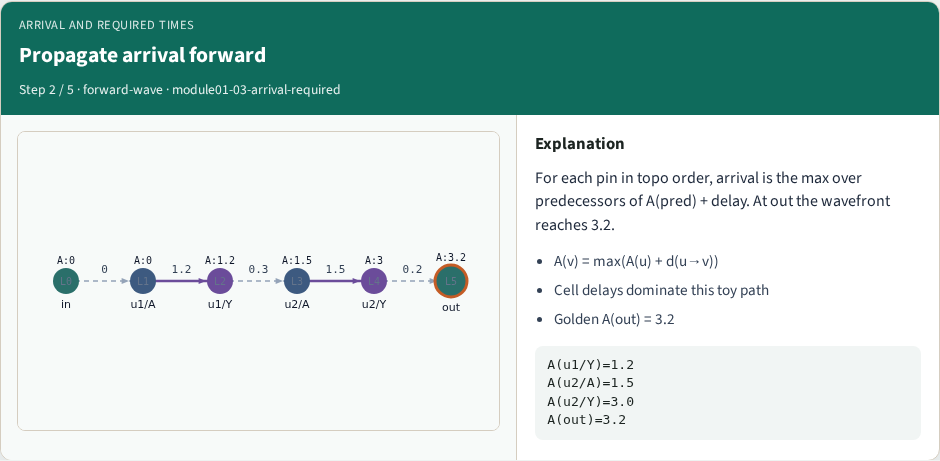 ARRIVAL AND REQUIRED TIMES
Propagate arrival forward
Step 2 / 5 · forward-wave · module01-03-arrival-required
A:0 A:0 A:1.2 A:1.5 A:3 A:3.2
0 1.2 0.3 1.5 0.2
L0 L1 L2 L3 L4 L5
in u1/A u1/Y u2/A u2/Y out
Explanation
For each pin in topo order, arrival is the max over
predecessors of A(pred) + delay. At out the wavefront
reaches 3.2.
• A(v) = max(A(u) + d(u→v))
• Cell delays dominate this toy path
• Golden A(out) = 3.2
A(u1/Y)=1.2
A(u2/A)=1.5
A(u2/Y)=3.0
A(out)=3.2